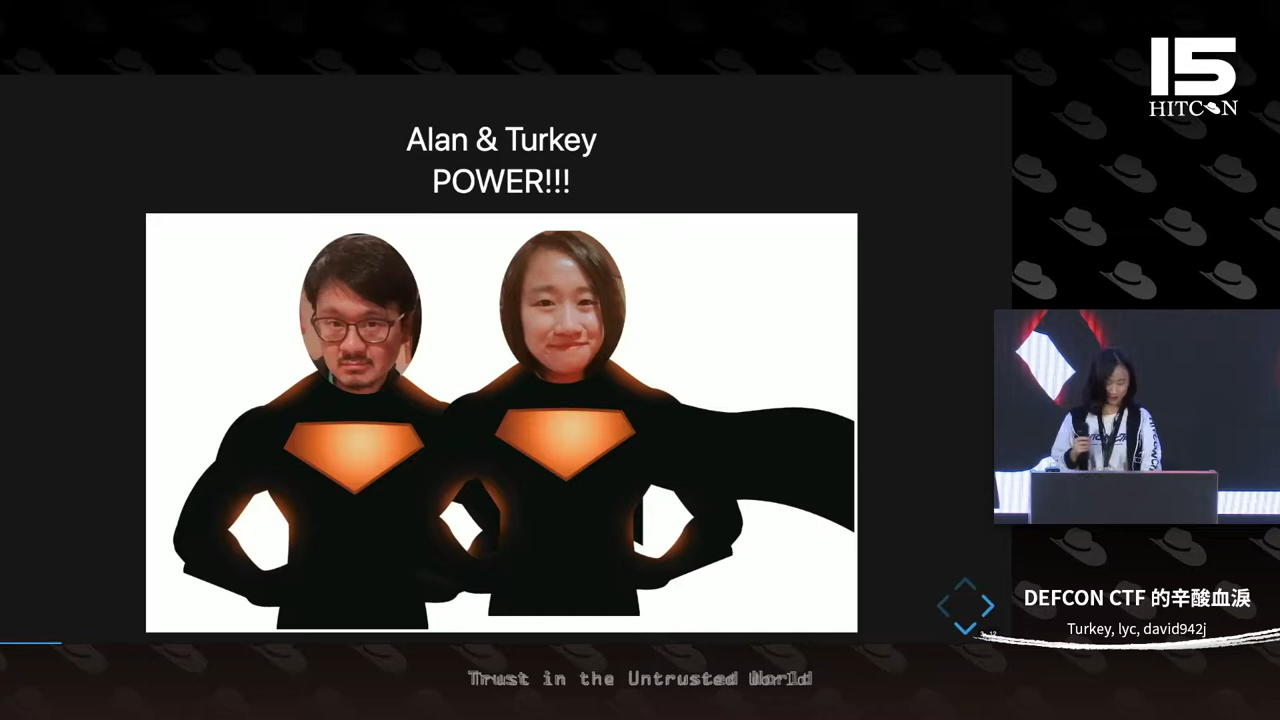 Alan & Turkey
POWER!!!
15
HITCON
DEFCON CTF 的辛酸血淚
Turkey, lyc, david942j
Trust in the Untrusted World